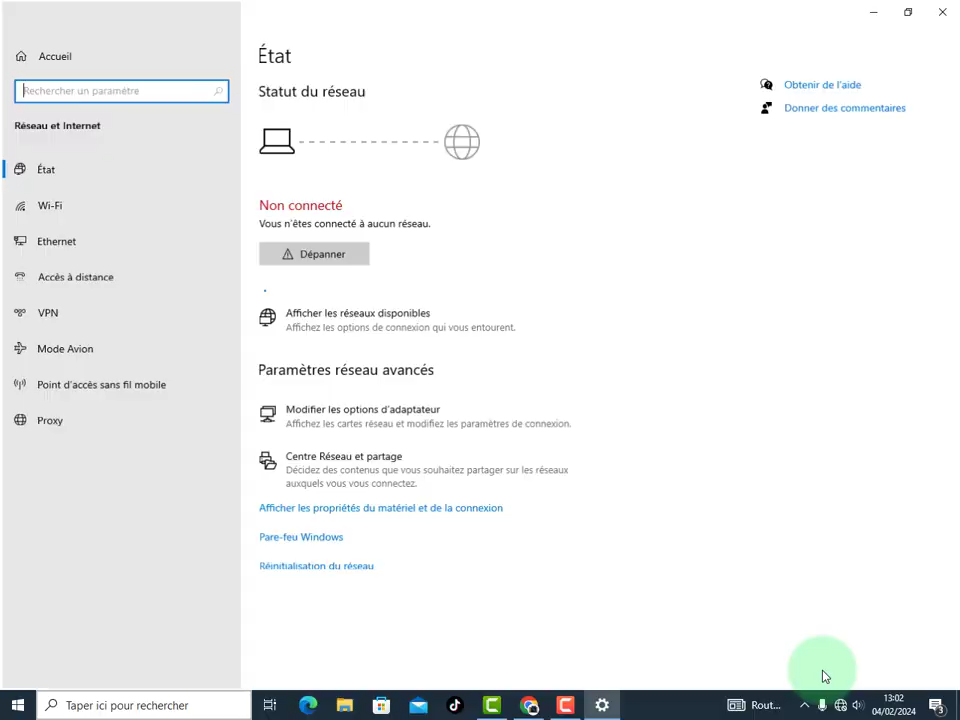 Accueil
Rechercher un paramètre
Réseau et Internet
État
Wi-Fi
Ethernet
Accès à distance
VPN
Mode Avion
Point d'accès sans fil mobile
Proxy
État
Statut du réseau
Non connecté
Vous n'êtes connecté à aucun réseau.
Dépanner
Afficher les réseaux disponibles
Affichez les options de connexion qui vous entourent.
Paramètres réseau avancés
Modifier les options d'adaptateur
Affichez les cartes réseau et modifiez les paramètres de connexion.
Centre Réseau et partage
Décidez des contenus que vous souhaitez partager sur les réseaux
auxquels vous vous connectez.
Afficher les propriétés du matériel et de la connexion
Pare-feu Windows
Réinitialisation du réseau
Obtenir de l'aide
Donner des commentaires
Taper ici pour rechercher
Rout...
13:02
04/02/2024
3